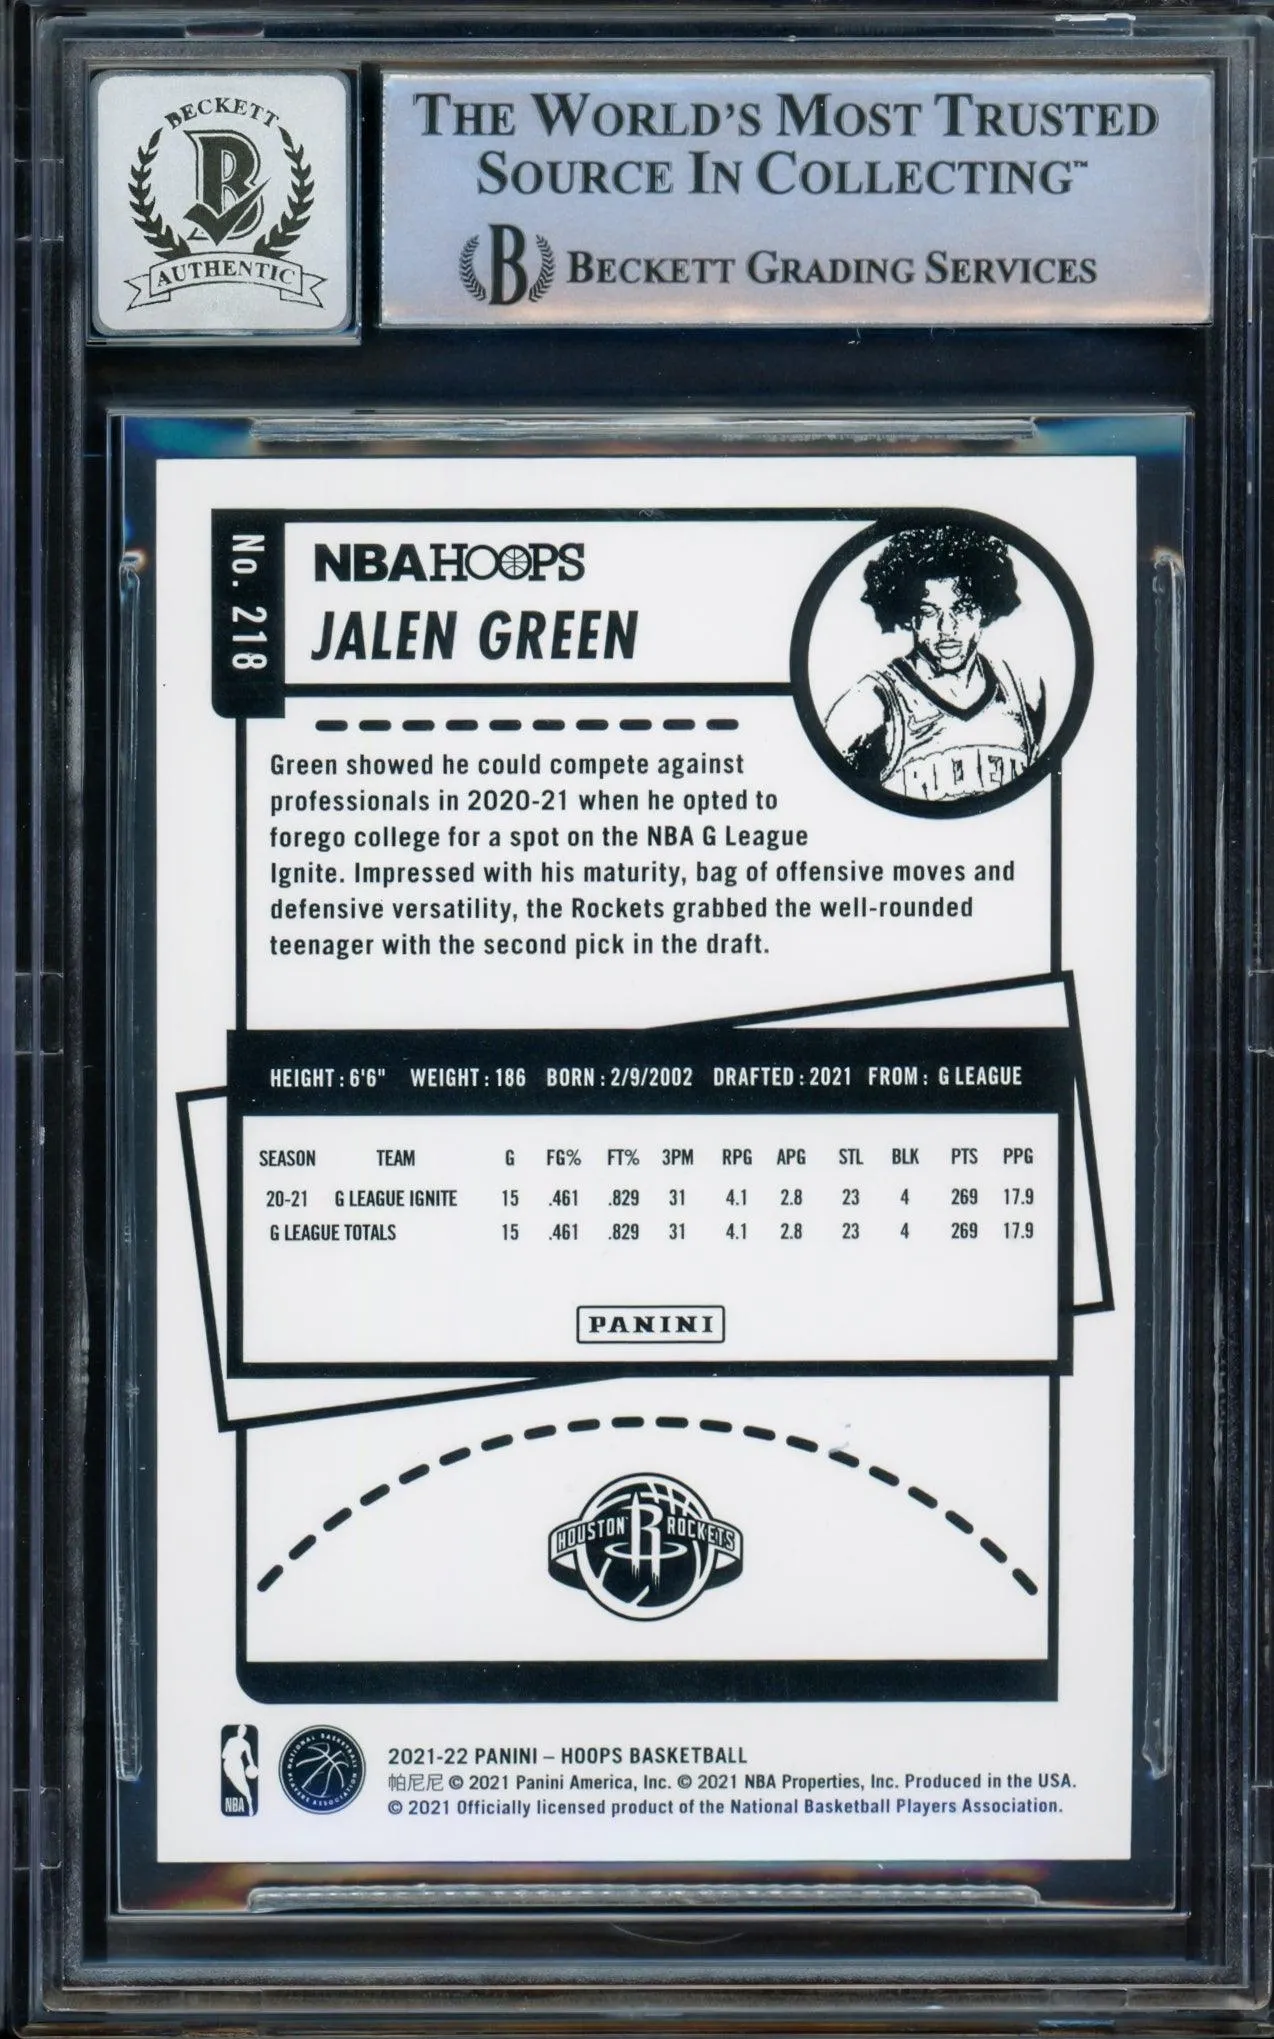 BECKETT
B
AUTHENTIC
THE WORLD'S MOST TRUSTED
SOURCE IN COLLECTING™
B BECKETT GRADING SERVICES
No. 218
NBA HOOPS
JALEN GREEN
Green showed he could compete against
professionals in 2020-21 when he opted to
forego college for a spot on the NBA G League
Ignite. Impressed with his maturity, bag of offensive moves and
defensive versatility, the Rockets grabbed the well-rounded
teenager with the second pick in the draft.
HEIGHT: 6'6" WEIGHT: 186 BORN: 2/9/2002 DRAFTED: 2021 FROM: G LEAGUE
SEASON TEAM G FG% FT% 3PM RPG APG STL BLK PTS PPG
20-21 G LEAGUE IGNITE 15 .461 .829 31 4.1 2.8 23 4 269 17.9
G LEAGUE TOTALS 15 .461 .829 31 4.1 2.8 23 4 269 17.9
PANINI
HOUSTON R ROCKETS
NBA
NATIONAL BASKETBALL PLAYERS ASSOCIATION
2021-22 PANINI – HOOPS BASKETBALL
帕尼尼 © 2021 Panini America, Inc. © 2021 NBA Properties, Inc. Produced in the USA.
© 2021 Officially licensed product of the National Basketball Players Association.